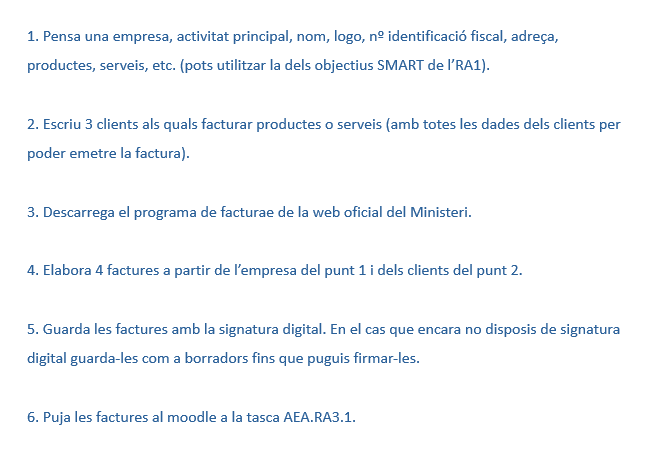 1. Pensa una empresa, activitat principal, nom, logo, nº identificació fiscal, adreça,
productes, serveis, etc. (pots utilitzar la dels objectius SMART de l’RA1).
2. Escriu 3 clients als quals facturar productes o serveis (amb totes les dades dels clients per
poder emetre la factura).
3. Descarrega el programa de facturae de la web oficial del Ministeri.
4. Elabora 4 factures a partir de l’empresa del punt 1 i dels clients del punt 2.
5. Guarda les factures amb la signatura digital. En el cas que encara no disposis de signatura
digital guarda-les com a borradors fins que puguis firmar-les.
6. Puja les factures al moodle a la tasca AEA.RA3.1.